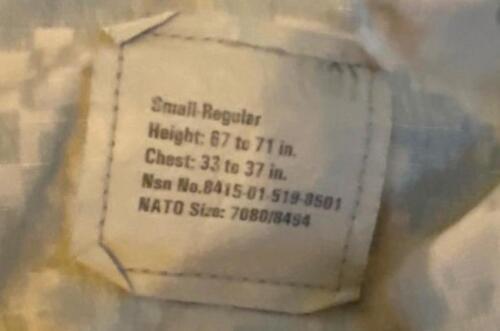 Small-Regular
Height: 67 to 71 in.
Chest: 33 to 37 in.
Nsn No.8415-01-519-8501
NATO Size: 7080/8494